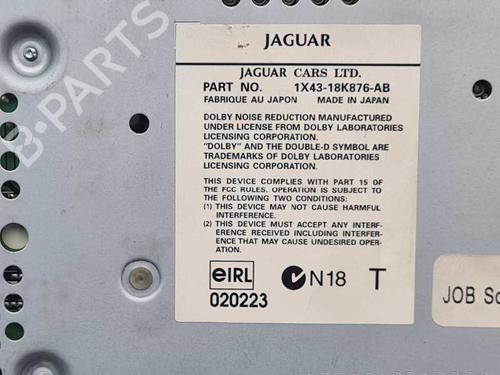 JAGUAR
JAGUAR CARS LTD.
PART NO. 1X43-18K876-AB
FABRIQUE AU JAPON MADE IN JAPAN
DOLBY NOISE REDUCTION MANUFACTURED
UNDER LICENSE FROM DOLBY LABORATORIES
LICENSING CORPORATION.
"DOLBY" AND THE DOUBLE-D SYMBOL ARE
TRADEMARKS OF DOLBY LABORATORIES
LICENSING CORPORATION.
THIS DEVICE COMPLIES WITH PART 15 OF
THE FCC RULES. OPERATION IS SUBJECT TO
THE FOLLOWING TWO CONDITIONS:
(1) THIS DEVICE MAY NOT CAUSE HARMFUL
INTERFERENCE.
(2) THIS DEVICE MUST ACCEPT ANY INTERF-
ERENCE RECEIVED INCLUDING INTERFEREN-
CE THAT MAY CAUSE UNDESIRED OPER-
ATION.
eIRL N18 T
020223
JOB
B-PARTS